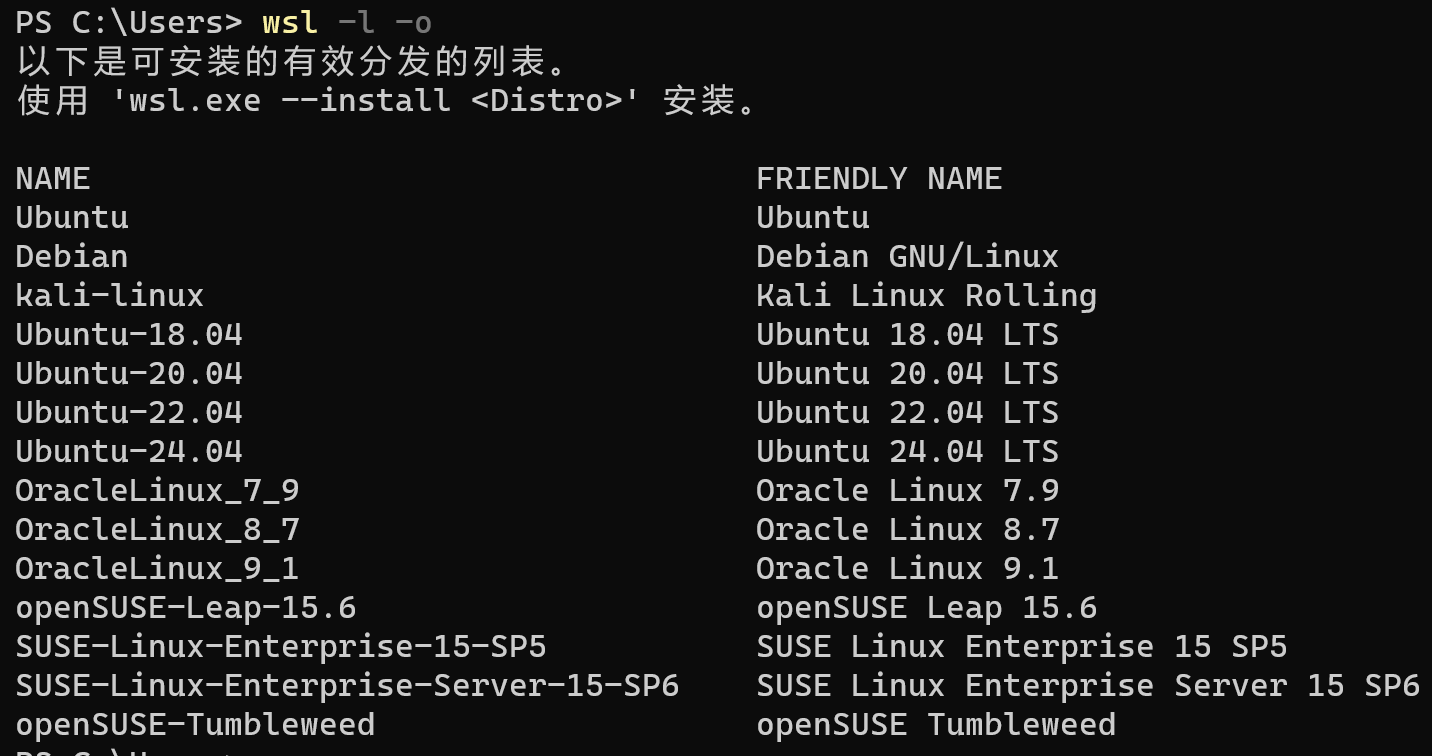 PS C:\Users> wsl -l -o
以下是可安装的有效分发的列表。
使用 'wsl.exe --install <Distro>' 安装。
NAME FRIENDLY NAME
Ubuntu Ubuntu
Debian Debian GNU/Linux
kali-linux Kali Linux Rolling
Ubuntu-18.04 Ubuntu 18.04 LTS
Ubuntu-20.04 Ubuntu 20.04 LTS
Ubuntu-22.04 Ubuntu 22.04 LTS
Ubuntu-24.04 Ubuntu 24.04 LTS
OracleLinux_7_9 Oracle Linux 7.9
OracleLinux_8_7 Oracle Linux 8.7
OracleLinux_9_1 Oracle Linux 9.1
openSUSE-Leap-15.6 openSUSE Leap 15.6
SUSE-Linux-Enterprise-15-SP5 SUSE Linux Enterprise 15 SP5
SUSE-Linux-Enterprise-Server-15-SP6 SUSE Linux Enterprise Server 15 SP6
openSUSE-Tumbleweed openSUSE Tumbleweed